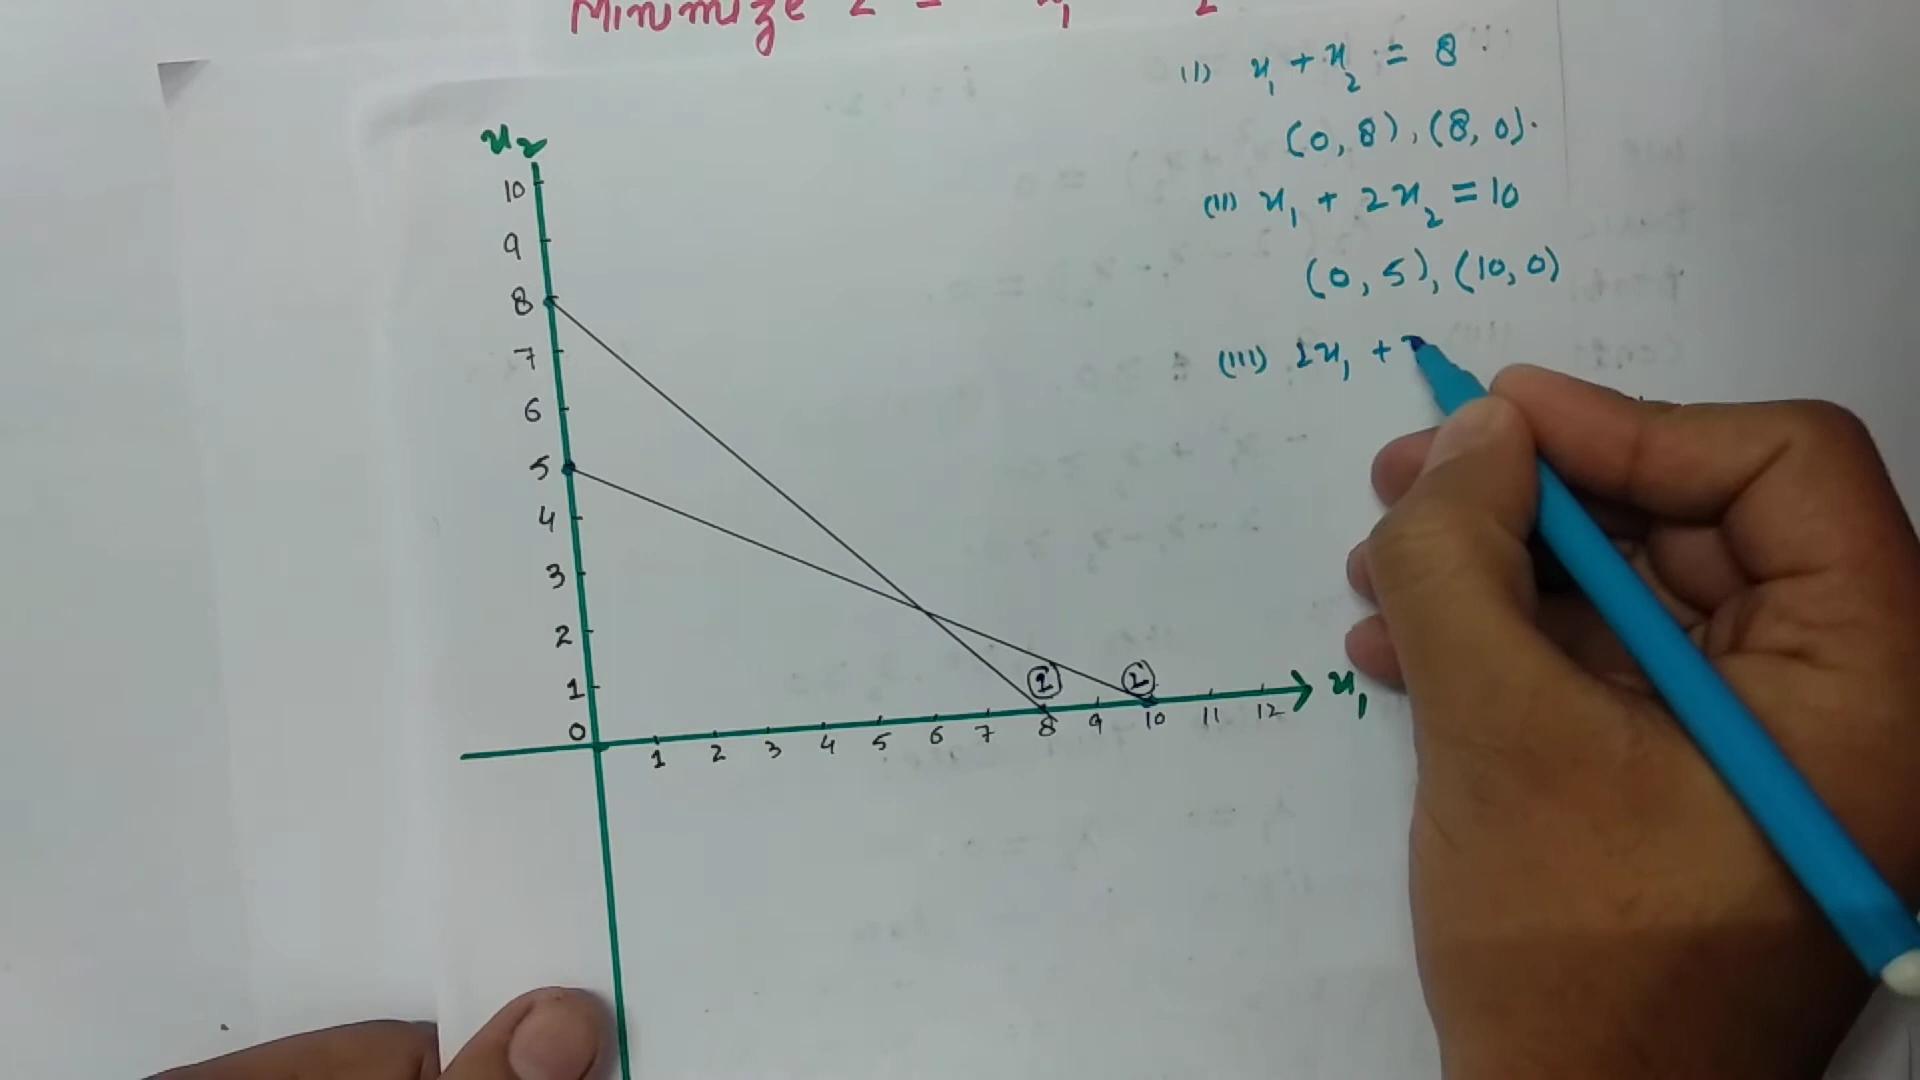 Minimize Z =
(I) x₁ + x₂ = 8
(0, 8), (8, 0).
(II) x₁ + 2x₂ = 10
(0, 5), (10, 0)
(III) 2x₁ +
x₂
10
9
8
7
6
5
4
3
2
1
0
① ②
1 2 3 4 5 6 7 8 9 10 11 12
x₁